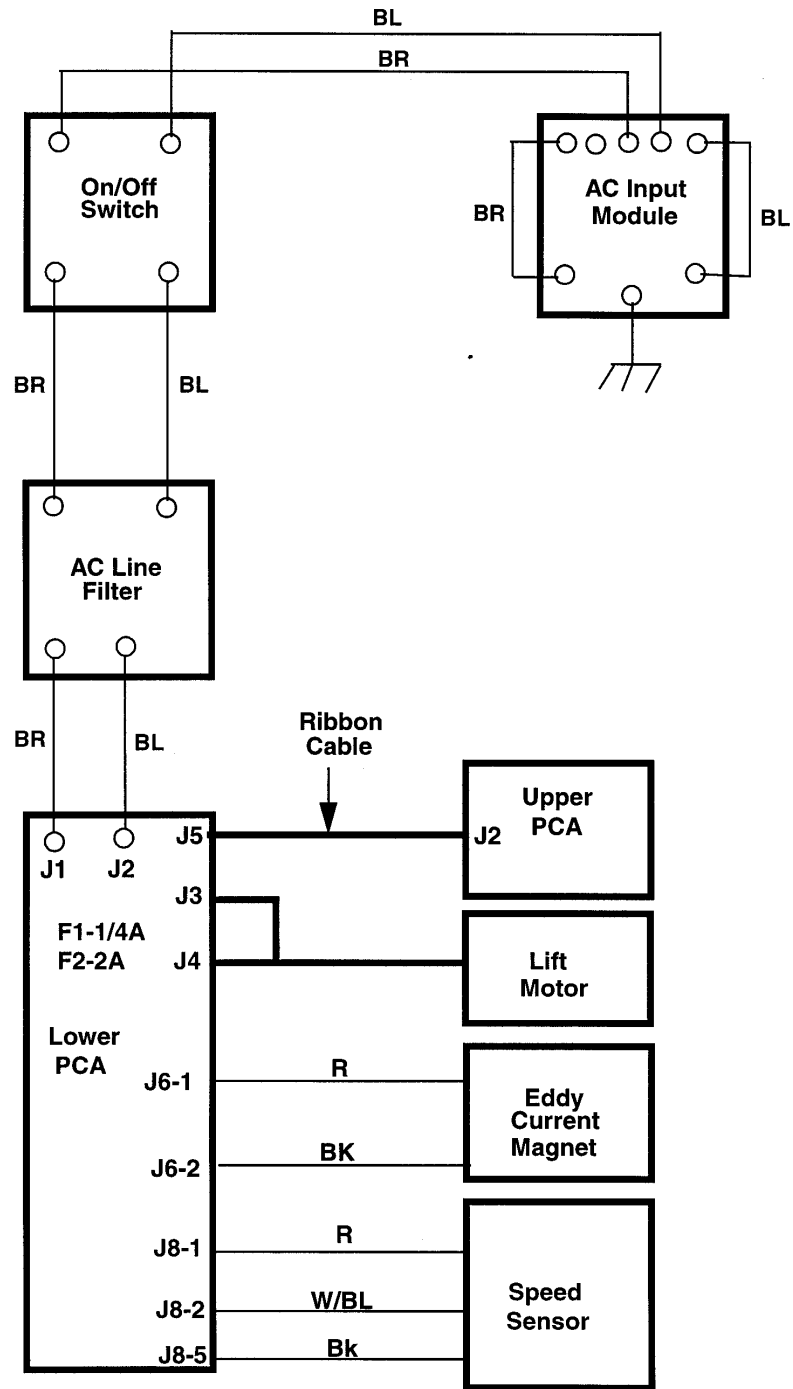 BL
BR
On/Off
Switch
AC Input
Module
BR
BL
BR
BL
AC Line
Filter
BR
BL
Ribbon
Cable
Upper
PCA
J5
J2
J1
J2
J3
F1-1/4A
F2-2A
J4
Lift
Motor
Lower
PCA
J6-1
R
Eddy
Current
Magnet
J6-2
BK
J8-1
R
J8-2
W/BL
Speed
Sensor
J8-5
Bk